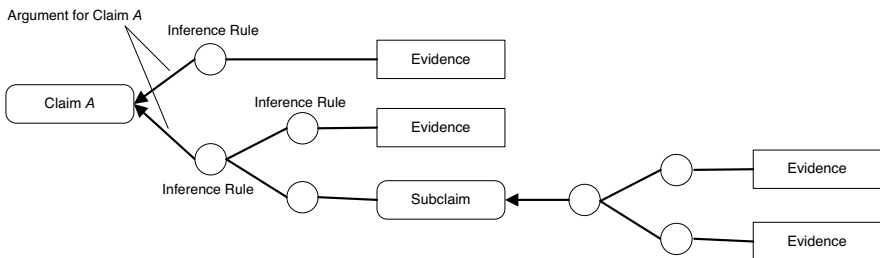 Argument for Claim A
Inference Rule
Evidence
Claim A
Inference Rule
Evidence
Inference Rule
Subclaim
Evidence
Evidence